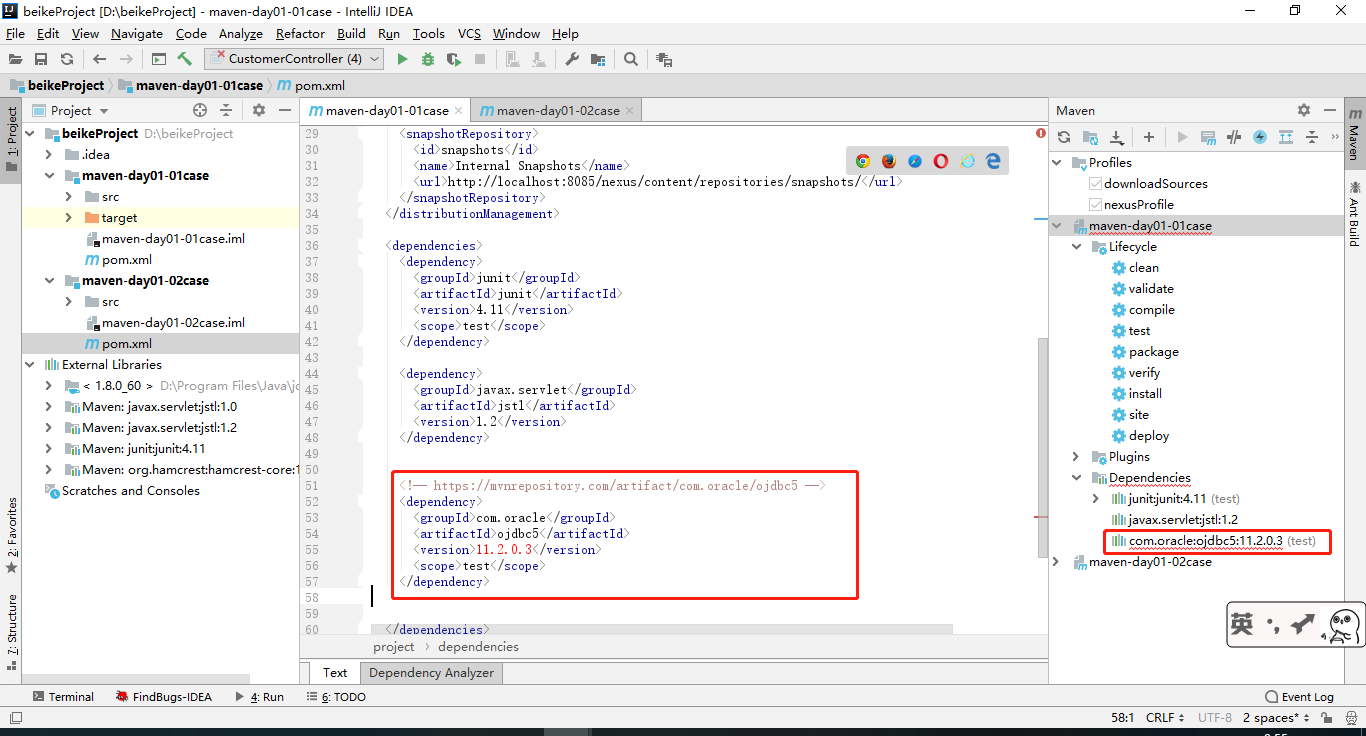 beikeProject [D:\beikeProject] - maven-day01-01case - IntelliJ IDEA
File Edit View Navigate Code Analyze Refactor Build Run Tools VCS Window Help
CustomerController (4)
beikeProject maven-day01-01case pom.xml
1: Project
2: Favorites
7: Structure
Project
beikeProject D:\beikeProject
.idea
maven-day01-01case
src
target
maven-day01-01case.iml
pom.xml
maven-day01-02case
src
maven-day01-02case.iml
pom.xml
External Libraries
< 1.8.0_60 > D:\Program Files\Java\
Maven: javax.servlet:jstl:1.0
Maven: javax.servlet:jstl:1.2
Maven: junit:junit:4.11
Maven: org.hamcrest:hamcrest-core:1
Scratches and Consoles
maven-day01-01case maven-day01-02case
29 <snapshotRepository>
30 <id>snapshots</id>
31 <name>Internal Snapshots</name>
32 <url>http://localhost:8085/nexus/content/repositories/snapshots/</url>
33 </snapshotRepository>
34 </distributionManagement>
35
36 <dependencies>
37 <dependency>
38 <groupId>junit</groupId>
39 <artifactId>junit</artifactId>
40 <version>4.11</version>
41 <scope>test</scope>
42 </dependency>
43
44 <dependency>
45 <groupId>javax.servlet</groupId>
46 <artifactId>jstl</artifactId>
47 <version>1.2</version>
48 </dependency>
49
50
51 <!-- https://mvnrepository.com/artifact/com.oracle/ojdbc5 -->
52 <dependency>
53 <groupId>com.oracle</groupId>
54 <artifactId>ojdbc5</artifactId>
55 <version>11.2.0.3</version>
56 <scope>test</scope>
57 </dependency>
58
59
60 </dependencies>
project dependencies
Text Dependency Analyzer
Maven
Profiles
downloadSources
nexusProfile
maven-day01-01case
Lifecycle
clean
validate
compile
test
package
verify
install
site
deploy
Plugins
Dependencies
junit:junit:4.11 (test)
javax.servlet:jstl:1.2
com.oracle:ojdbc5:11.2.0.3 (test)
maven-day01-02case
Maven
Ant Build
英 •,
Terminal FindBugs-IDEA 4: Run 6: TODO Event Log
58:1 CRLF UTF-8 2 spaces*